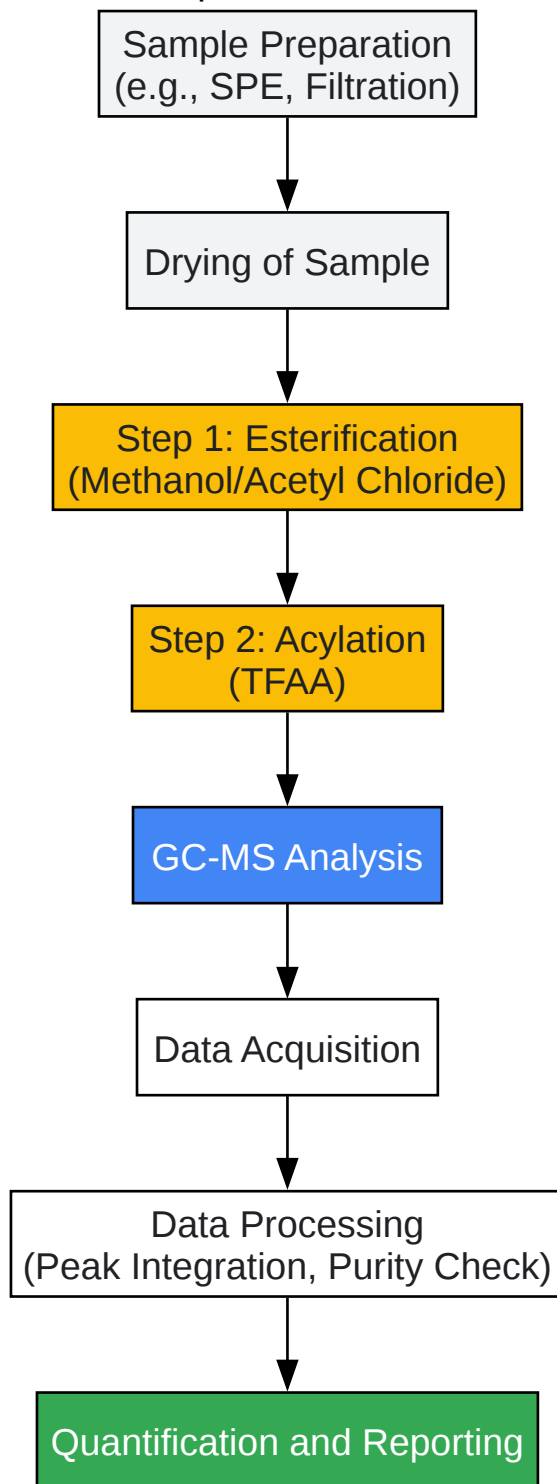 Sample Preparation
(e.g., SPE, Filtration)
Drying of Sample
Step 1: Esterification
(Methanol/Acetyl Chloride)
Step 2: Acylation
(TFAA)
GC-MS Analysis
Data Acquisition
Data Processing
(Peak Integration, Purity Check)
Quantification and Reporting